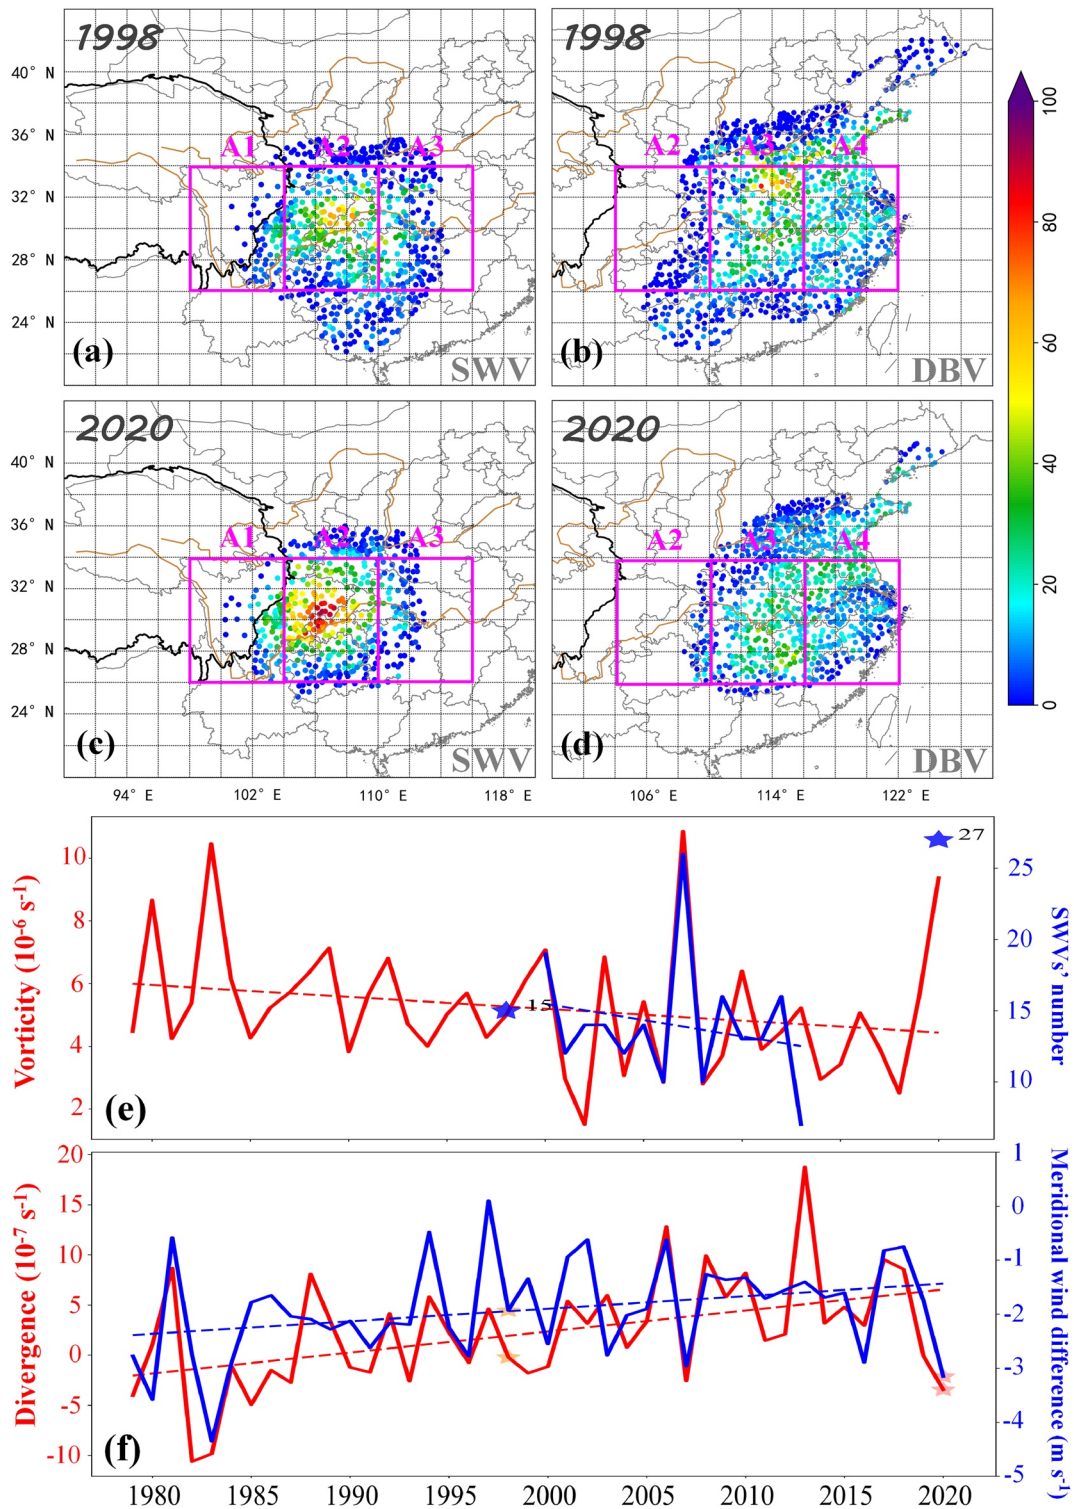 1998
A1 A2 A3
40° N
36° N
32° N
28° N
24° N
(a)
SWV
1998
A2 A3 A4
(b)
DBV
100
80
60
40
20
0
2020
A1 A2 A3
40° N
36° N
32° N
28° N
24° N
(c)
SWV
94° E 102° E 110° E 118° E
2020
A2 A3 A4
(d)
DBV
106° E 114° E 122° E
Vorticity (10⁻⁶ s⁻¹)
10
8
6
4
2
(e)
15
27
25
20
15
10
SWVs' number
Divergence (10⁻⁷ s⁻¹)
20
15
10
5
0
-5
-10
(f)
1
0
-1
-2
-3
-4
-5
Meridional wind difference (m s⁻¹)
1980 1985 1990 1995 2000 2005 2010 2015 2020